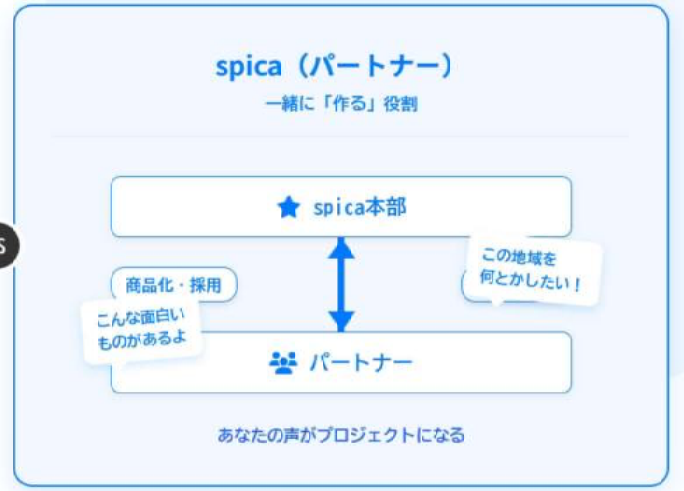 spica（パートナー）
一緒に「作る」役割
spica本部
この地域を
何とかしたい！
商品化・採用
こんな面白い
ものがあるよ
パートナー
あなたの声がプロジェクトになる